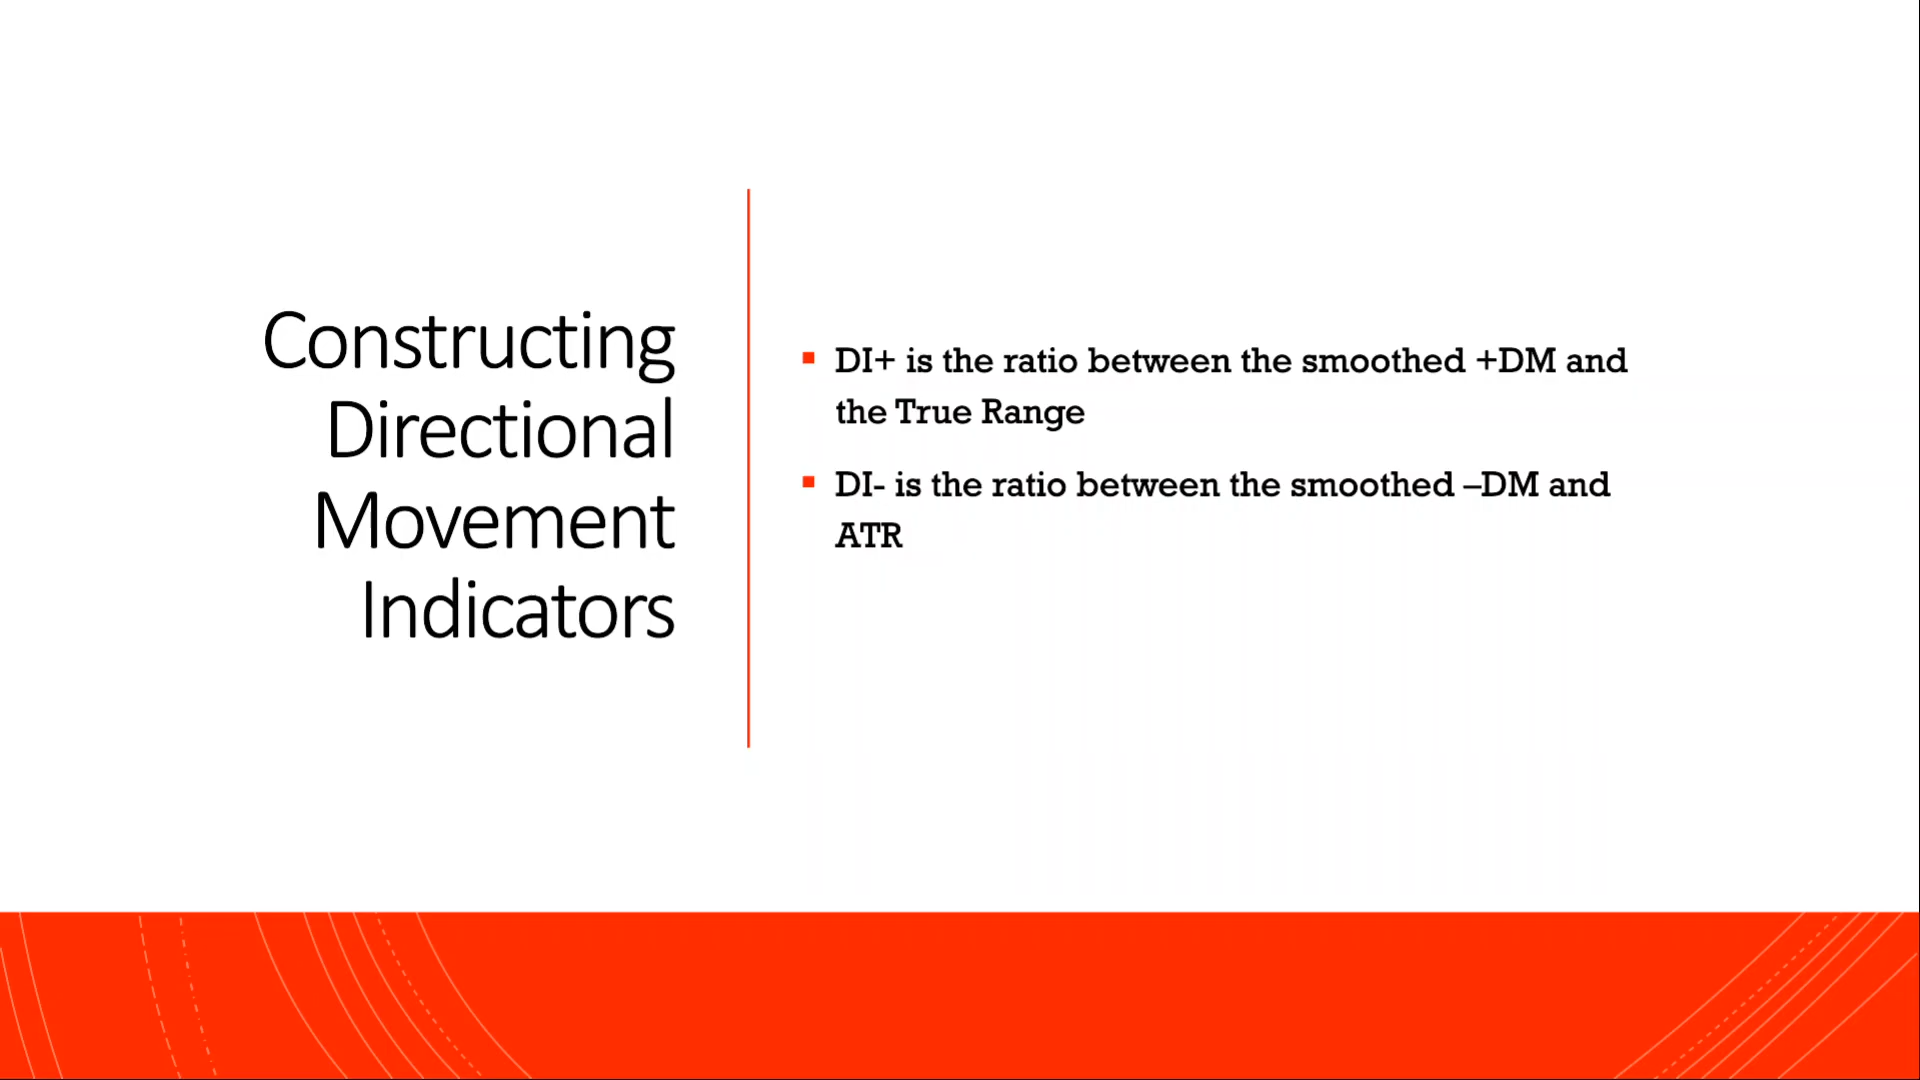 Constructing
Directional
Movement
Indicators
DI+ is the ratio between the smoothed +DM and
the True Range
DI- is the ratio between the smoothed –DM and
ATR